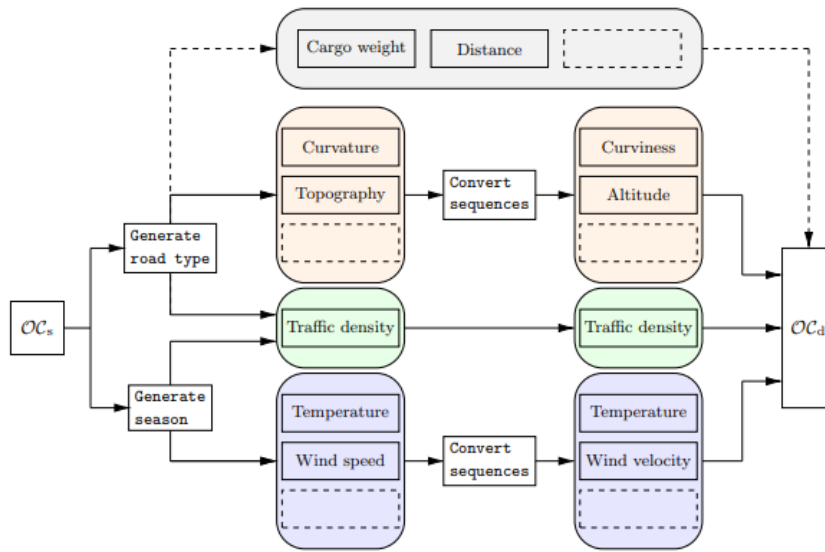 Cargo weight
Distance
Curvature
Curviness
Topography
Convert
sequences
Altitude
Generate
road type
OCs
Traffic density
Traffic density
OCd
Generate
season
Temperature
Temperature
Wind speed
Convert
sequences
Wind velocity